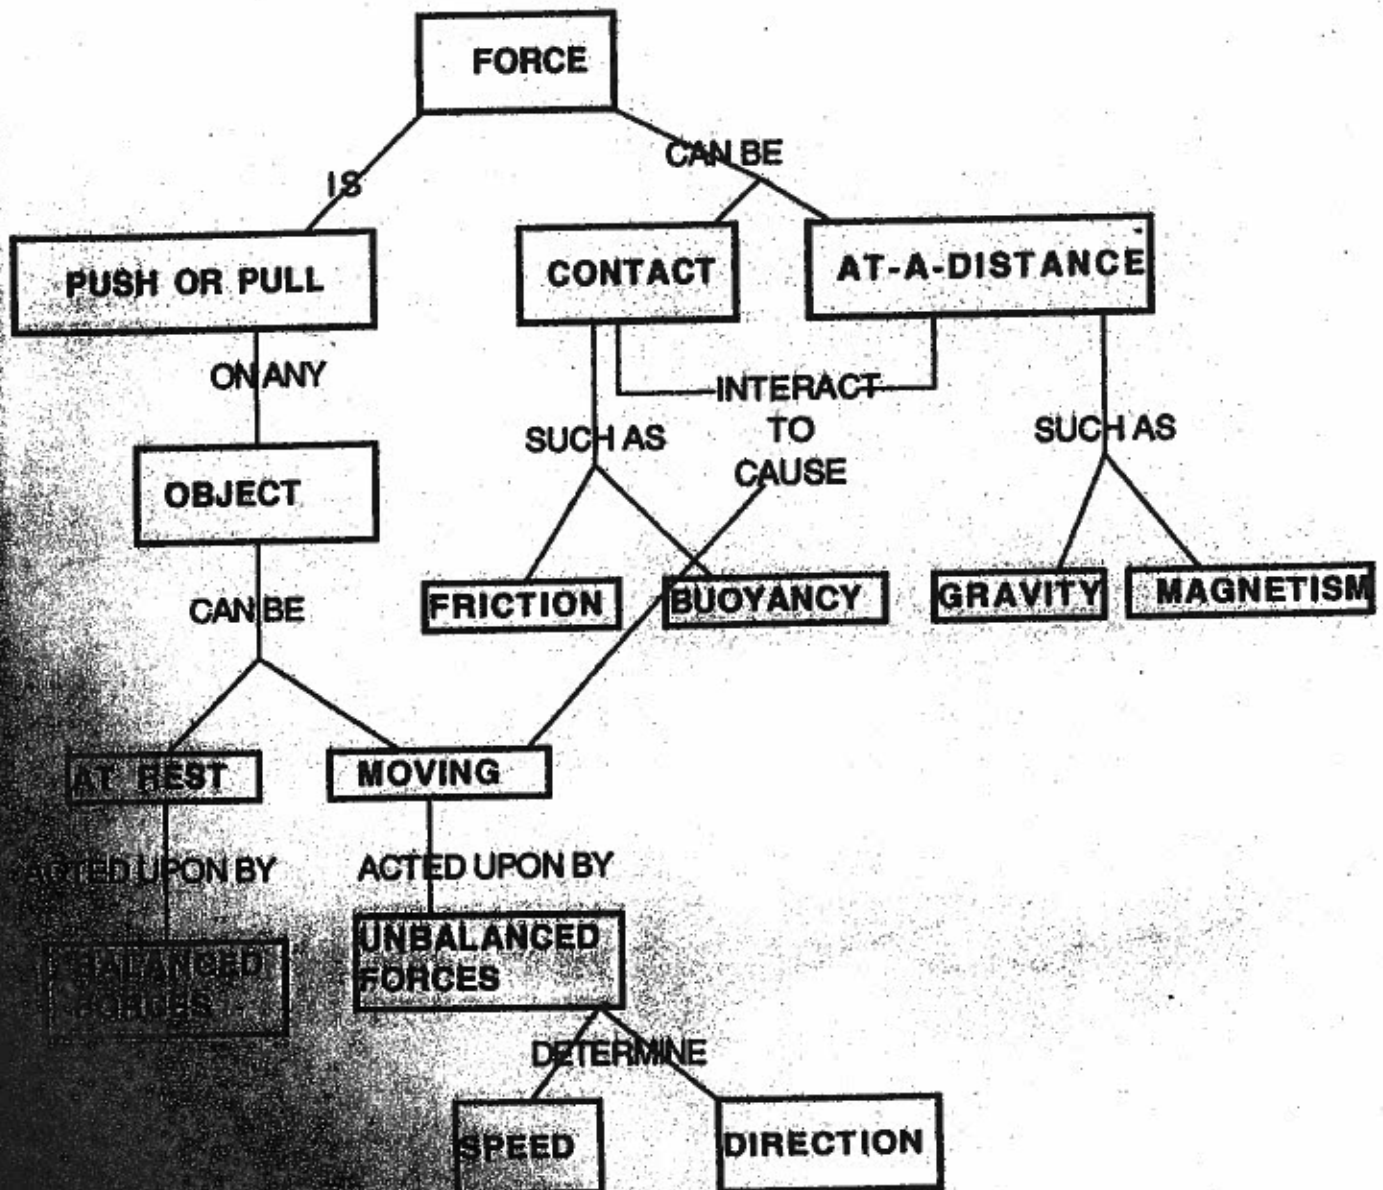 FORCE
CAN BE
IS
PUSH OR PULL
CONTACT
AT-A-DISTANCE
ON ANY
INTERACT
TO
CAUSE
SUCH AS
SUCH AS
OBJECT
FRICTION
BUOYANCY
GRAVITY
MAGNETISM
CAN BE
AT REST
MOVING
ACTED UPON BY
ACTED UPON BY
BALANCED
FORCES
UNBALANCED
FORCES
DETERMINE
SPEED
DIRECTION